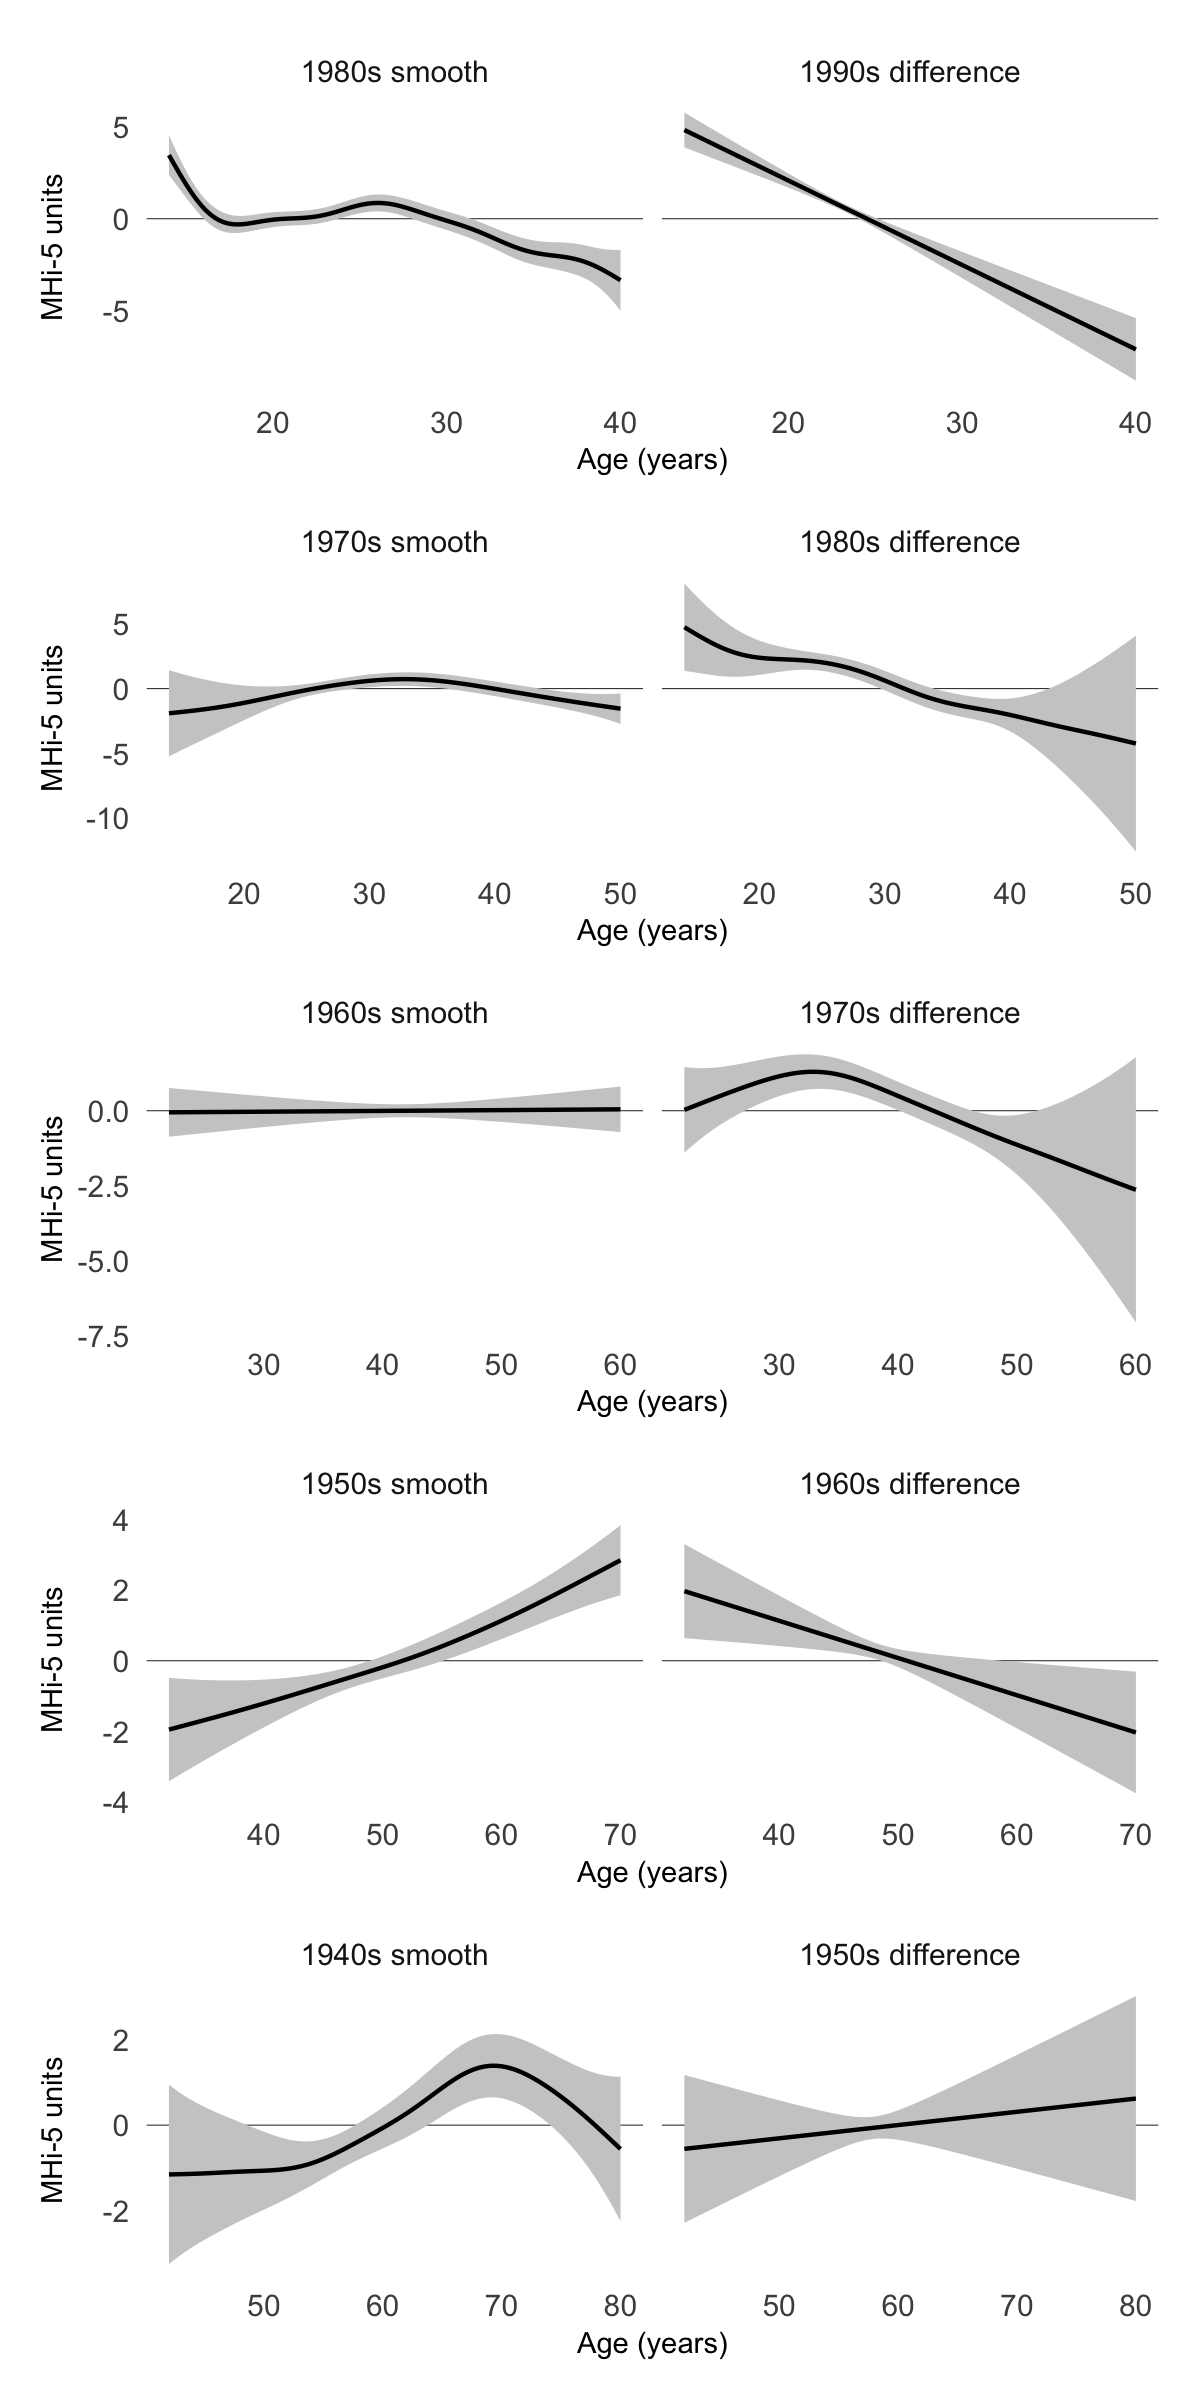 1980s smooth 1990s difference
5
0
-5
MHi-5 units
20 30 40 20 30 40
Age (years)
1970s smooth 1980s difference
5
0
-5
-10
MHi-5 units
20 30 40 50 20 30 40 50
Age (years)
1960s smooth 1970s difference
0.0
-2.5
-5.0
-7.5
MHi-5 units
30 40 50 60 30 40 50 60
Age (years)
1950s smooth 1960s difference
4
2
0
-2
-4
MHi-5 units
40 50 60 70 40 50 60 70
Age (years)
1940s smooth 1950s difference
2
0
-2
MHi-5 units
50 60 70 80 50 60 70 80
Age (years)